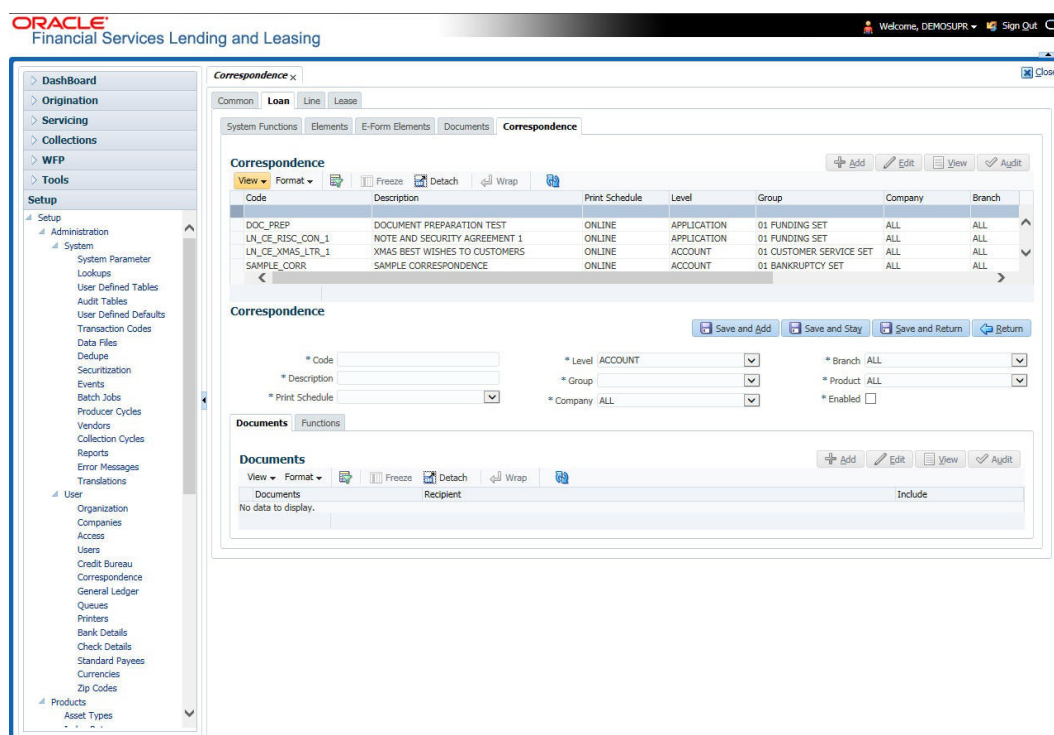 ORACLE
Financial Services Lending and Leasing
Welcome, DEMOSUPR
Sign Out
DashBoard
Origination
Servicing
Collections
WFP
Tools
Setup
Setup
Administration
System
System Parameter
Lookups
User Defined Tables
Audit Tables
User Defined Defaults
Transaction Codes
Data Files
Dedupe
Securitization
Events
Batch Jobs
Producer Cycles
Vendors
Collection Cycles
Reports
Error Messages
Translations
User
Organization
Companies
Access
Users
Credit Bureau
Correspondence
General Ledger
Queues
Printers
Bank Details
Check Details
Standard Payees
Currencies
Zip Codes
Products
Asset Types
Correspondence x
Close
Common Loan Line Lease
System Functions Elements E-Form Elements Documents Correspondence
Correspondence
Add Edit View Audit
View Format Freeze Detach Wrap
Code Description Print Schedule Level Group Company Branch
DOC_PREP DOCUMENT PREPARATION TEST ONLINE APPLICATION 01 FUNDING SET ALL ALL
LN_CE_RISC_CON_1 NOTE AND SECURITY AGREEMENT 1 ONLINE APPLICATION 01 FUNDING SET ALL ALL
LN_CE_XMAS_LTR_1 XMAS BEST WISHES TO CUSTOMERS ONLINE ACCOUNT 01 CUSTOMER SERVICE SET ALL ALL
SAMPLE_CORR SAMPLE CORRESPONDENCE ONLINE ACCOUNT 01 BANKRUPTCY SET ALL ALL
Correspondence
Save and Add Save and Stay Save and Return Return
* Code * Level ACCOUNT * Branch ALL
* Description * Group * Product ALL
* Print Schedule * Company ALL * Enabled
Documents Functions
Documents
Add Edit View Audit
View Format Freeze Detach Wrap
Documents Recipient Include
No data to display.